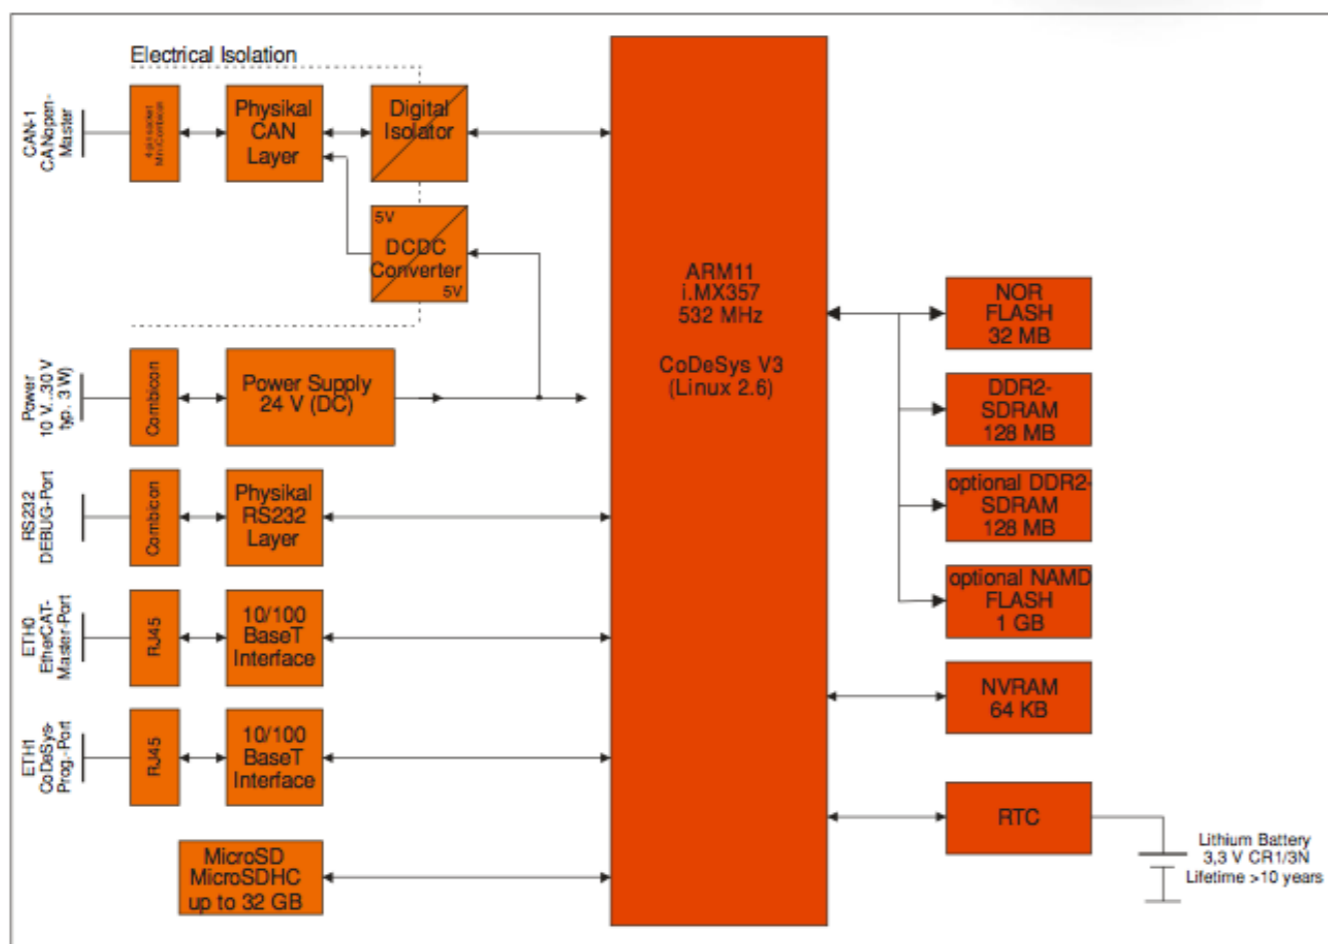 Electrical Isolation
CAN-1
CANopen-
Master
4-pin socket
MiniCombicon
Physikal
CAN
Layer
Digital
Isolator
5V
DCDC
Converter
5V
Power
10 V...30 V
typ. 3 W)
Combicon
Power Supply
24 V (DC)
RS232
DEBUG-Port
Combicon
Physikal
RS232
Layer
ETH0
EtherCAT-
Master-Port
RJ45
10/100
BaseT
Interface
ETH1
CoDeSys-
Prog.-Port
RJ45
10/100
BaseT
Interface
MicroSD
MicroSDHC
up to 32 GB
ARM11
i.MX357
532 MHz
CoDeSys V3
(Linux 2.6)
NOR
FLASH
32 MB
DDR2-
SDRAM
128 MB
optional DDR2-
SDRAM
128 MB
optional NAMD
FLASH
1 GB
NVRAM
64 KB
RTC
Lithium Battery
3,3 V CR1/3N
Lifetime >10 years